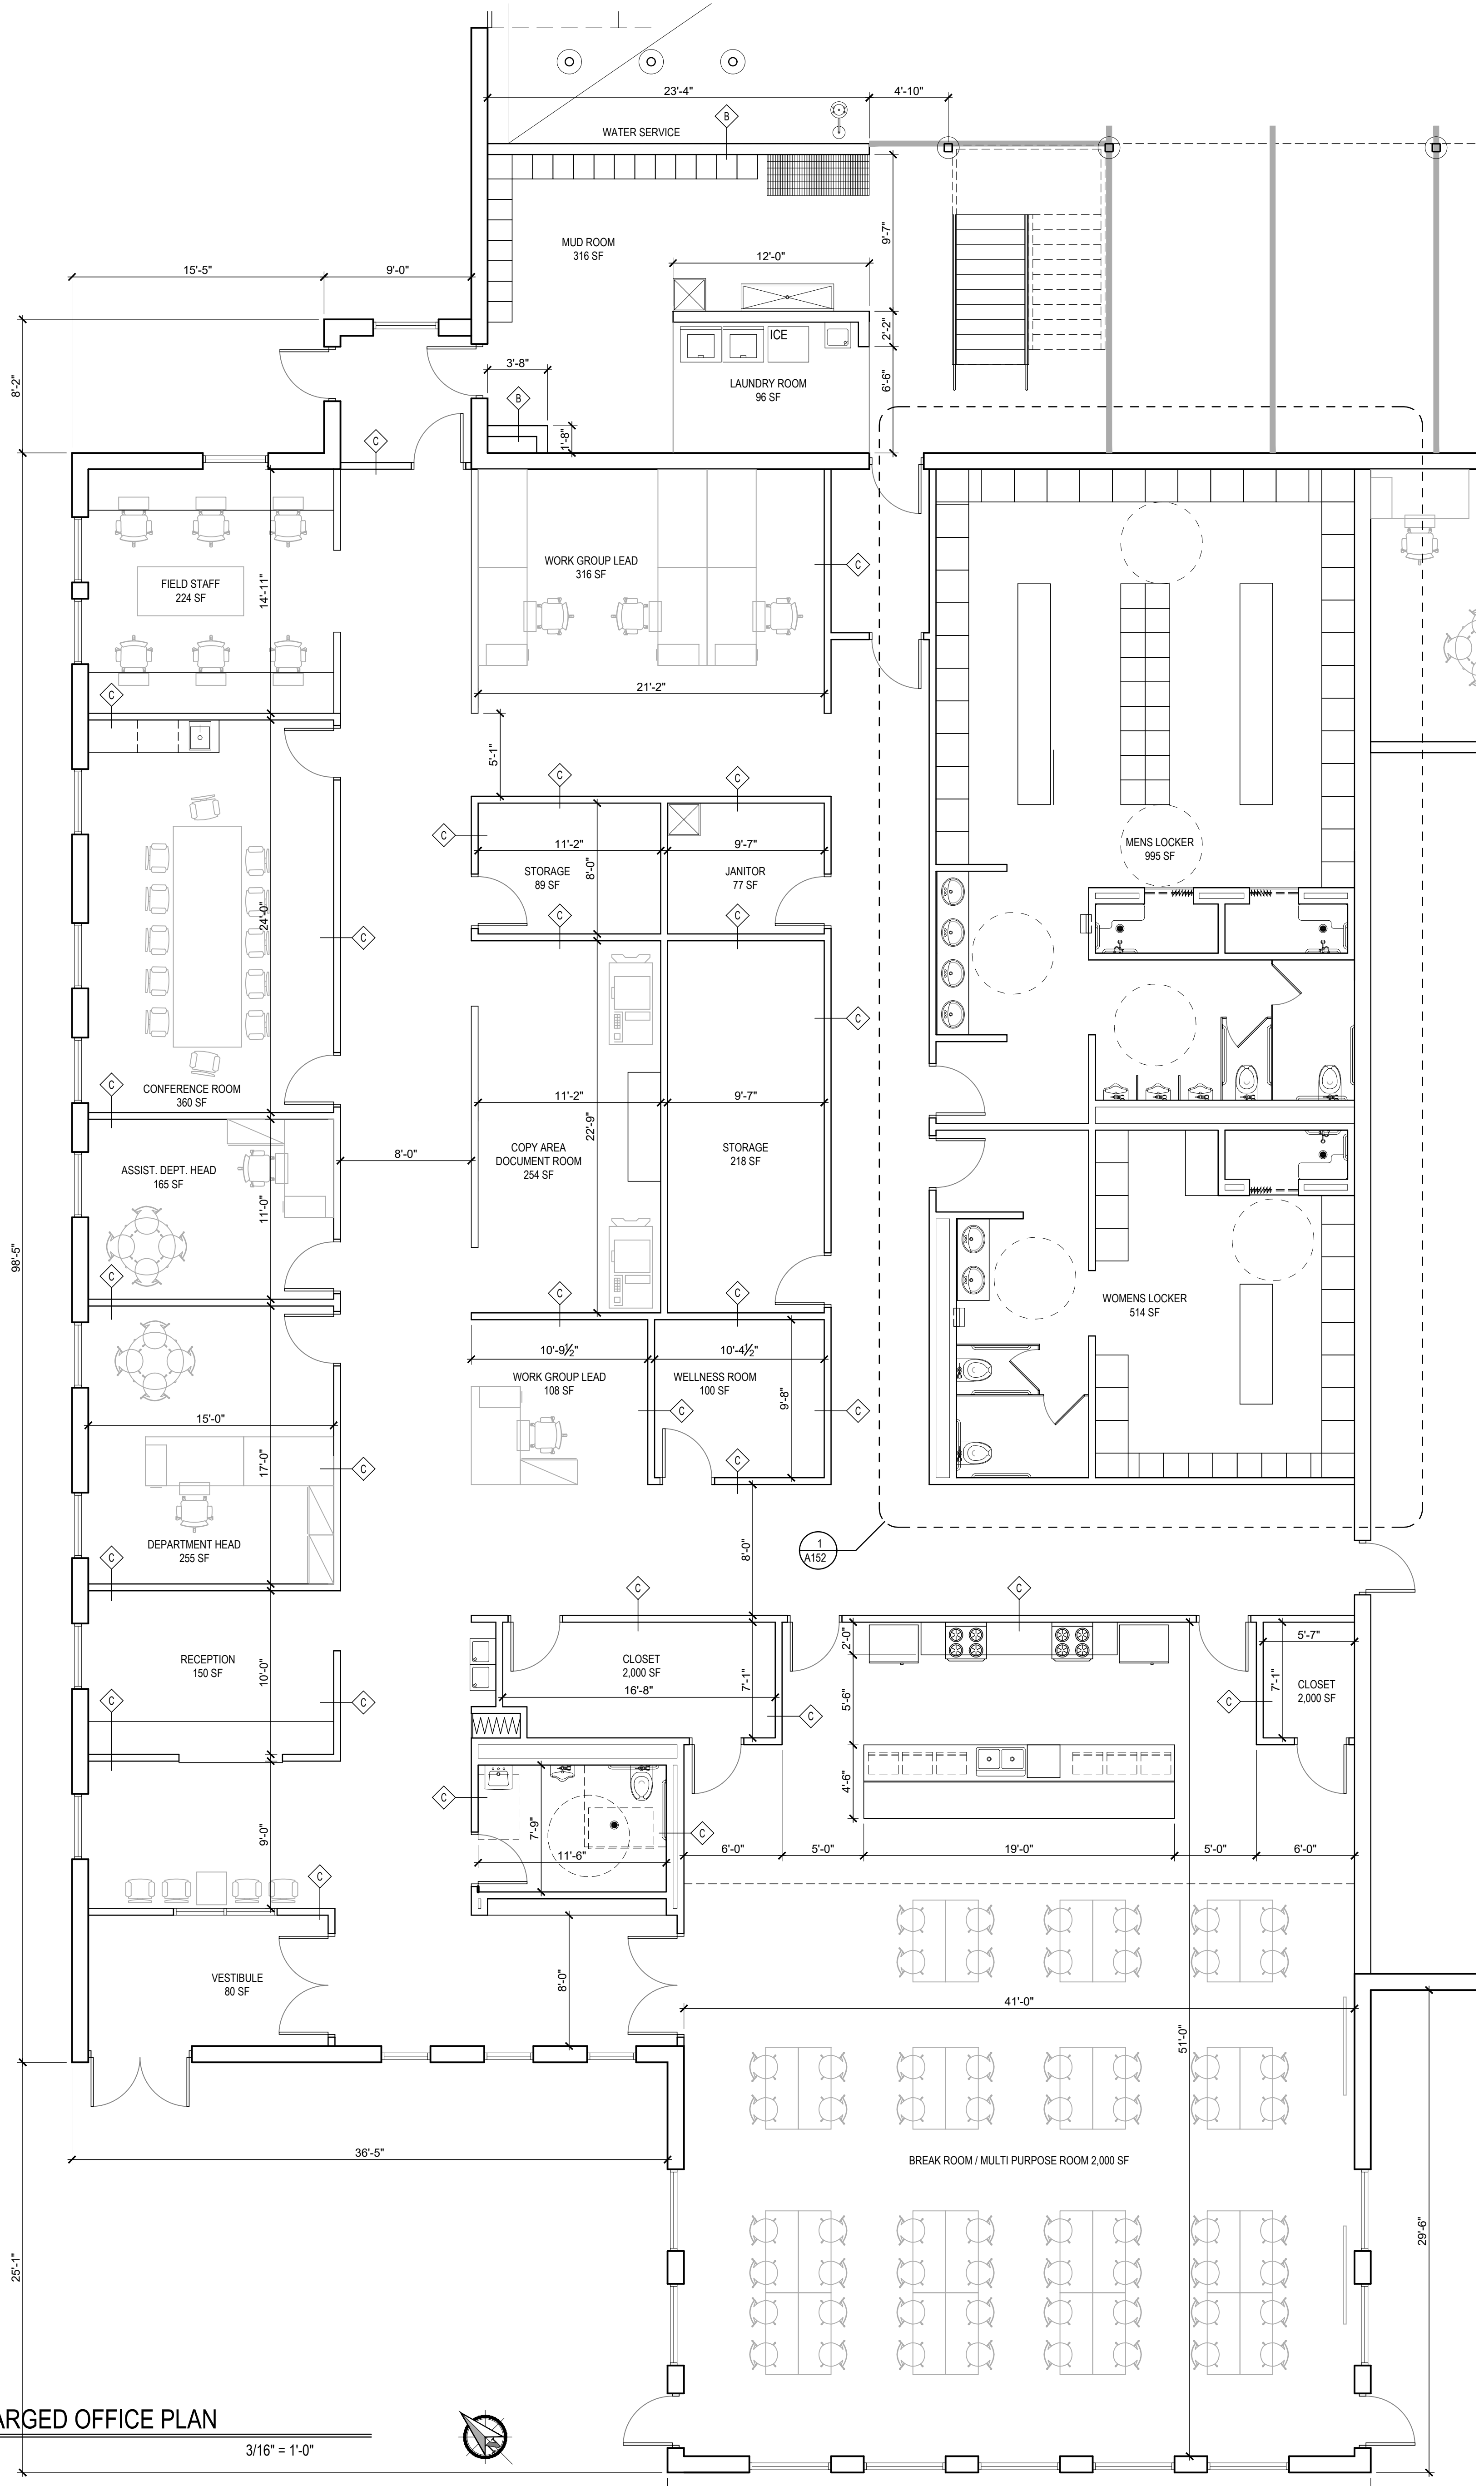 23'-4"
4'-10"
B
WATER SERVICE
MUD ROOM
316 SF
9'-7"
15'-5"
9'-0"
12'-0"
2'-2"
ICE
8'-2"
3'-8"
LAUNDRY ROOM
96 SF
6'-6"
B
1'-8"
C
FIELD STAFF
224 SF
14'-11"
WORK GROUP LEAD
316 SF
C
21'-2"
C
5'-1"
C
C
C
11'-2"
9'-7"
STORAGE
89 SF
8'-0"
JANITOR
77 SF
MENS LOCKER
995 SF
C
C
24'-0"
C
C
CONFERENCE ROOM
360 SF
C
11'-2"
9'-7"
22'-9"
COPY AREA
DOCUMENT ROOM
254 SF
STORAGE
218 SF
8'-0"
ASSIST. DEPT. HEAD
165 SF
11'-0"
98'-5"
C
C
C
WOMENS LOCKER
514 SF
10'-9½"
10'-4½"
WORK GROUP LEAD
108 SF
WELLNESS ROOM
100 SF
9'-8"
15'-0"
C
C
17'-0"
C
C
DEPARTMENT HEAD
255 SF
C
8'-0"
1
A152
C
C
RECEPTION
150 SF
10'-0"
CLOSET
2,000 SF
16'-8"
7'-1"
2'-0"
5'-6"
5'-7"
7'-1"
CLOSET
2,000 SF
C
C
C
C
4'-6"
C
7'-9"
C
9'-0"
11'-6"
6'-0"
5'-0"
19'-0"
5'-0"
6'-0"
C
VESTIBULE
80 SF
8'-0"
41'-0"
51'-0"
36'-5"
BREAK ROOM / MULTI PURPOSE ROOM 2,000 SF
29'-6"
25'-1"
ARGED OFFICE PLAN
3/16" = 1'-0"